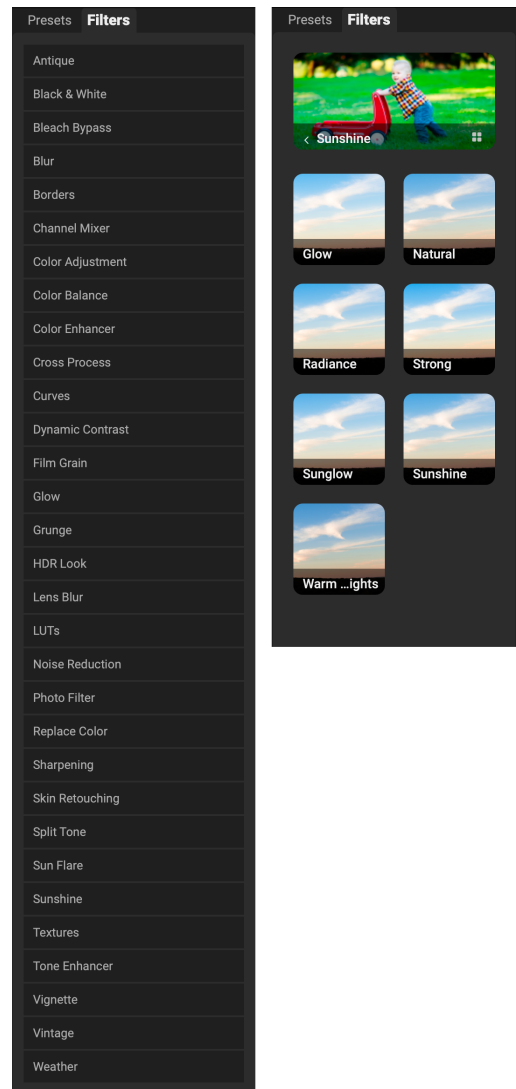 Presets Filters
Antique
Black & White
Bleach Bypass
Blur
Borders
Channel Mixer
Color Adjustment
Color Balance
Color Enhancer
Cross Process
Curves
Dynamic Contrast
Film Grain
Glow
Grunge
HDR Look
Lens Blur
LUTs
Noise Reduction
Photo Filter
Replace Color
Sharpening
Skin Retouching
Split Tone
Sun Flare
Sunshine
Textures
Tone Enhancer
Vignette
Vintage
Weather
Presets Filters
Sunshine
Glow Natural
Radiance Strong
Sunglow Sunshine
Warm ...ights